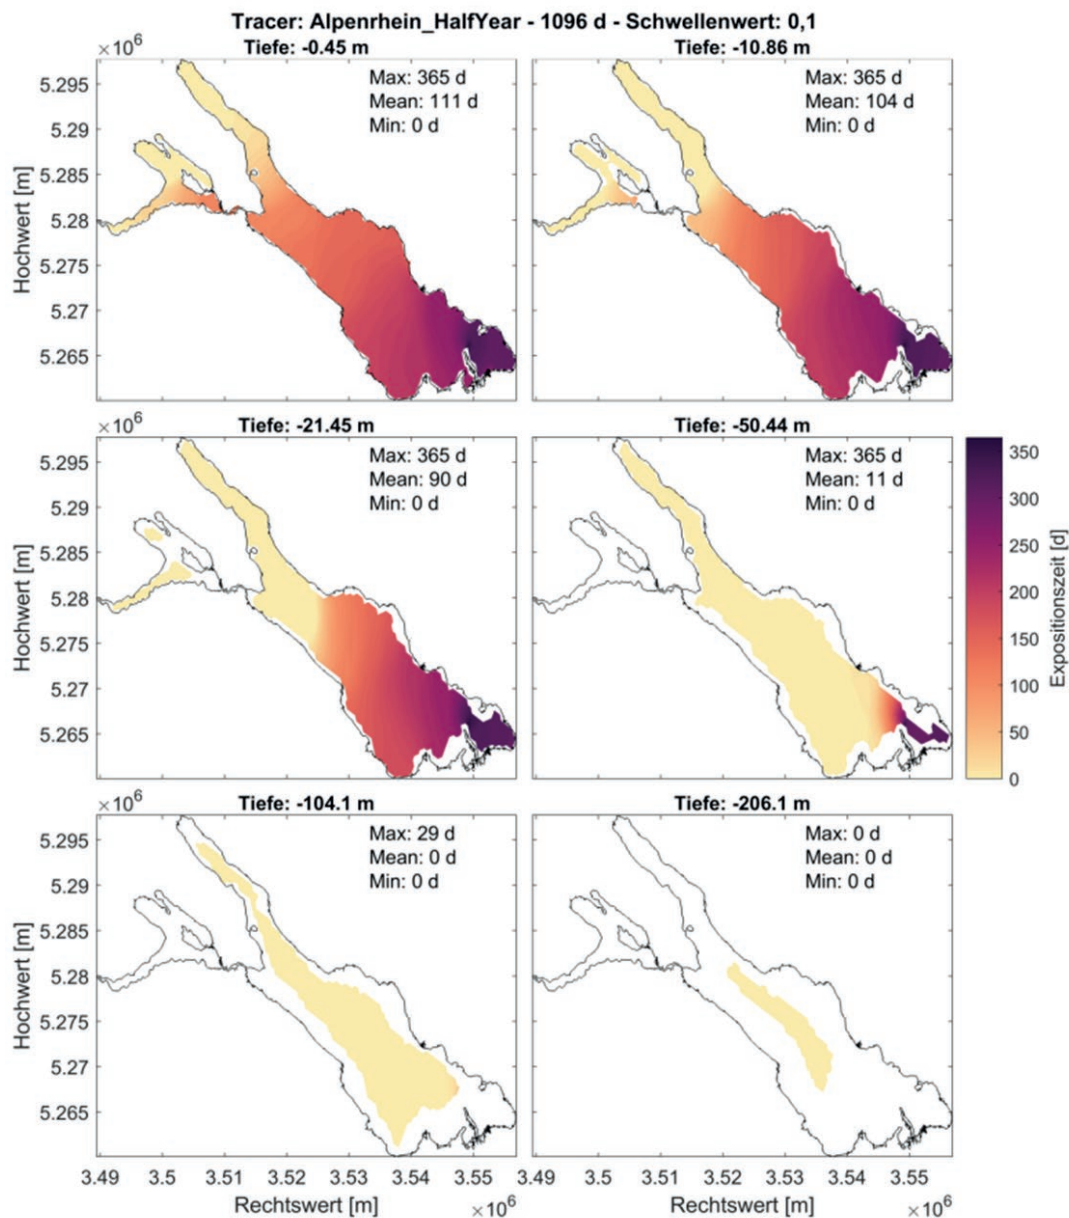 Tracer: Alpenrhein_HalfYear - 1096 d - Schwellenwert: 0,1
×10⁶
Tiefe: -0.45 m
Tiefe: -10.86 m
Max: 365 d
Mean: 111 d
Min: 0 d
Max: 365 d
Mean: 104 d
Min: 0 d
Hochwert [m]
5.295
5.29
5.285
5.28
5.275
5.27
5.265
×10⁶
Tiefe: -21.45 m
Tiefe: -50.44 m
Max: 365 d
Mean: 90 d
Min: 0 d
Max: 365 d
Mean: 11 d
Min: 0 d
Hochwert [m]
5.295
5.29
5.285
5.28
5.275
5.27
5.265
350
300
250
200
150
100
50
0
Expositionszeit [d]
×10⁶
Tiefe: -104.1 m
Tiefe: -206.1 m
Max: 29 d
Mean: 0 d
Min: 0 d
Max: 0 d
Mean: 0 d
Min: 0 d
Hochwert [m]
5.295
5.29
5.285
5.28
5.275
5.27
5.265
3.49 3.5 3.51 3.52 3.53 3.54 3.55
3.49 3.5 3.51 3.52 3.53 3.54 3.55
Rechtswert [m]
×10⁶
Rechtswert [m]
×10⁶